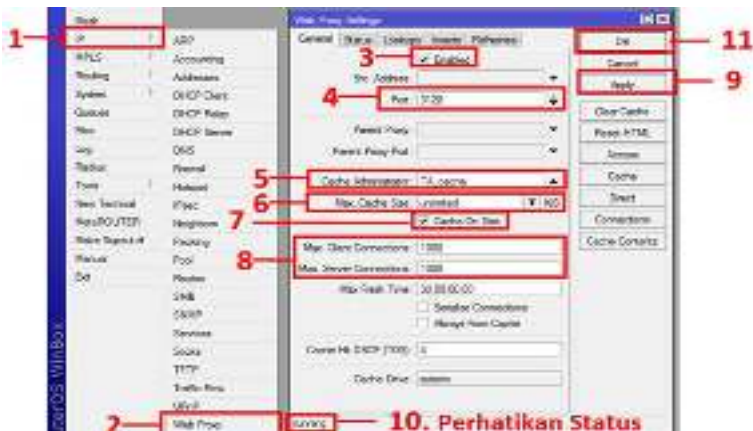 1
IP
MPLS
Routing
System
Queues
Files
Log
Radius
Tools
New Terminal
MetaROUTER
Make Supout.rif
Manual
Exit
RouterOS WinBox
ARP
Accounting
Addresses
DHCP Client
DHCP Relay
DHCP Server
DNS
Firewall
Hotspot
IPsec
Neighbors
Packing
Pool
Routes
SMB
SNMP
Services
Socks
TFTP
Traffic Flow
UPnP
2
Web Proxy
Web Proxy Settings
General Status Lookups Inserts Refreshes
3
Enabled
Src. Address:
4
Port: 3128
Parent Proxy:
Parent Proxy Port:
5
Cache Administrator:
6
Max. Cache Size: unlimited KiB
7
Cache On Disk
8
Max. Client Connections:
Max. Server Connections:
Max Fresh Time:
Serialize Connections
Always From Cache
Cache Hit DSCP (TOS): 4
Cache Drive: system
running
10. Perhatikan Status
OK
11
Cancel
Apply
9
Clear Cache
Reset HTML
Access
Cache
Direct
Connections
Cache Contents